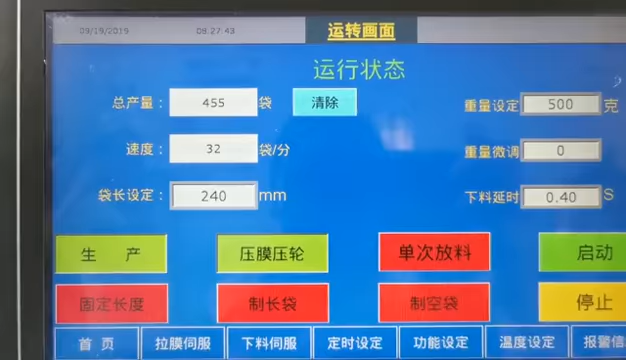 09/19/2019 08:27:43 运转画面
运行状态
总产量： 455 袋 清除 重量设定 500 克
速度： 32 袋/分 重量微调 0
袋长设定： 240 mm 下料延时 0.40 S
生 产 压膜压轮 单次放料 启动
固定长度 制长袋 制空袋 停止
首 页 拉膜伺服 下料伺服 定时设定 功能设定 温度设定 报警信